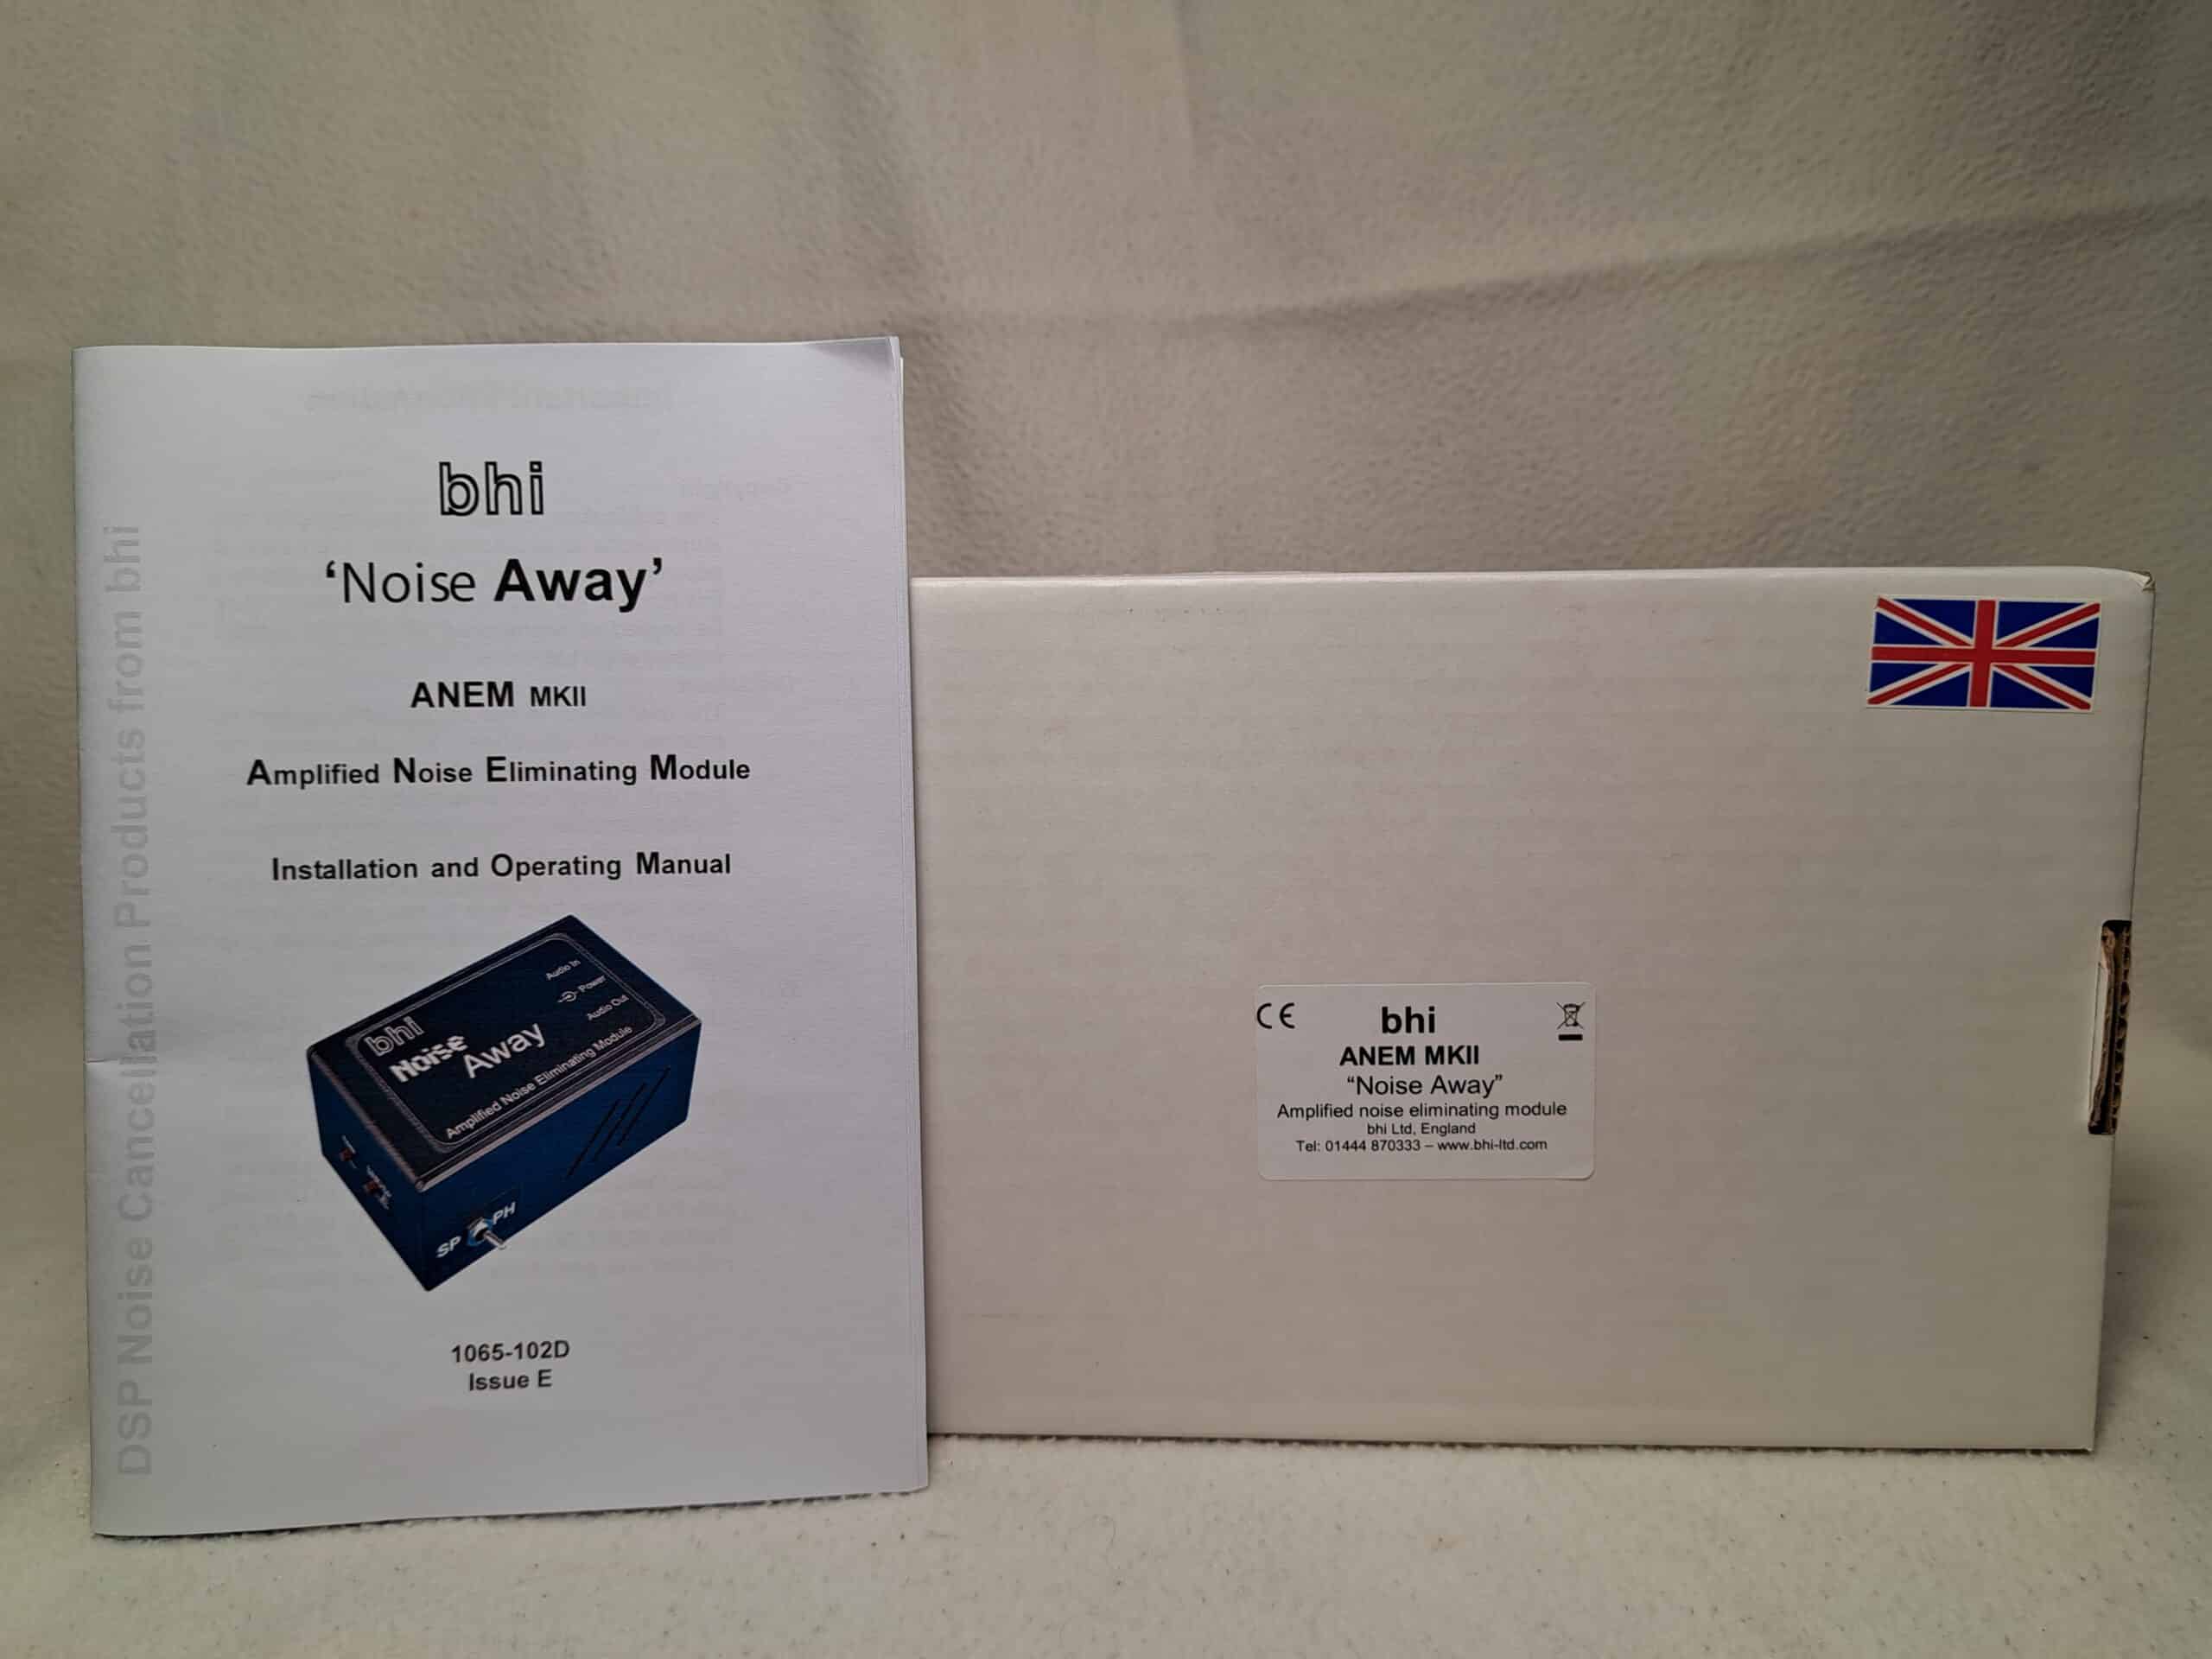 DSP Noise Cancellation Products from bhi
bhi
‘Noise Away’
ANEM MKII
Amplified Noise Eliminating Module
Installation and Operating Manual
Audio In
Power
Audio Out
bhi
Noise
Away
Amplified Noise Eliminating Module
SP
PH
1065-102D
Issue E
CE
bhi
ANEM MKII
“Noise Away”
Amplified noise eliminating module
bhi Ltd, England
Tel: 01444 870333 – www.bhi-ltd.com